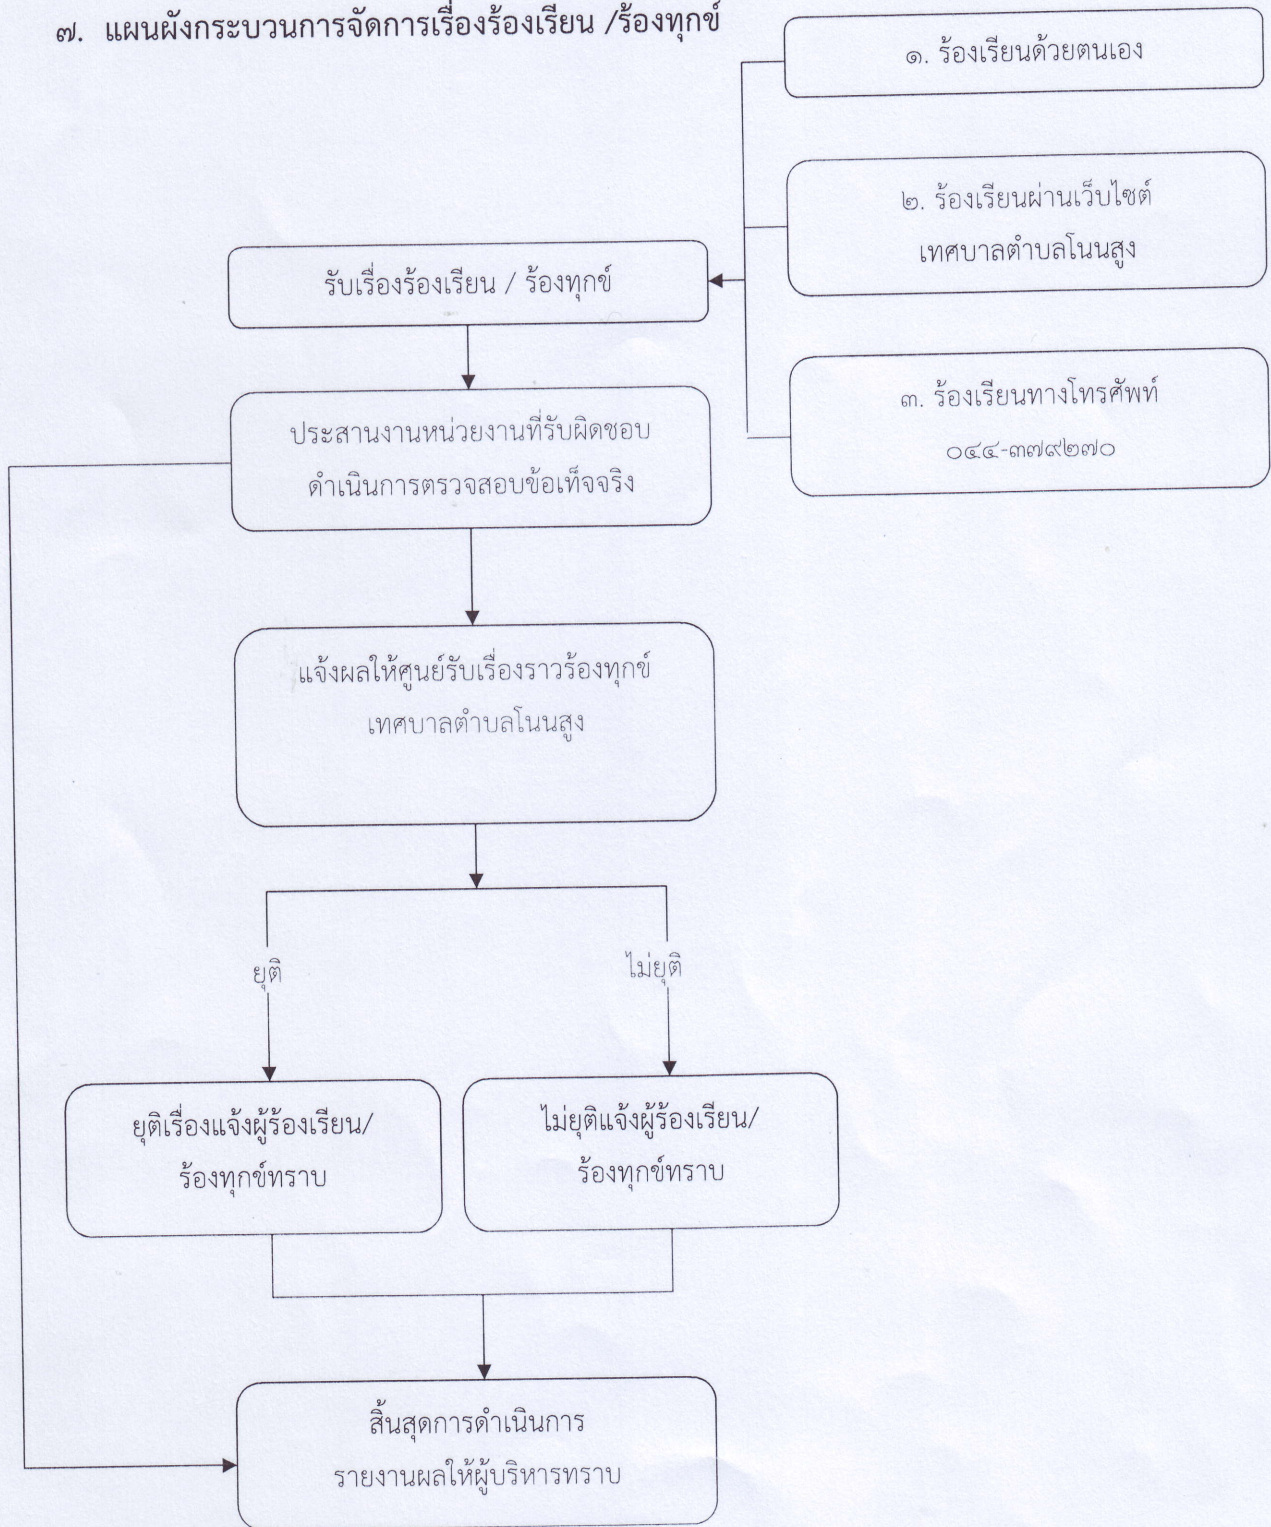 ๗. แผนผังกระบวนการจัดการเรื่องร้องเรียน /ร้องทุกข์
๑. ร้องเรียนด้วยตนเอง
๒. ร้องเรียนผ่านเว็บไซต์
เทศบาลตำบลโนนสูง
๓. ร้องเรียนทางโทรศัพท์
๐๔๔-๓๗๙๒๗๐
รับเรื่องร้องเรียน / ร้องทุกข์
ประสานงานหน่วยงานที่รับผิดชอบ
ดำเนินการตรวจสอบข้อเท็จจริง
แจ้งผลให้ศูนย์รับเรื่องราวร้องทุกข์
เทศบาลตำบลโนนสูง
ยุติ
ไม่ยุติ
ยุติเรื่องแจ้งผู้ร้องเรียน/
ร้องทุกข์ทราบ
ไม่ยุติแจ้งผู้ร้องเรียน/
ร้องทุกข์ทราบ
สิ้นสุดการดำเนินการ
รายงานผลให้ผู้บริหารทราบ